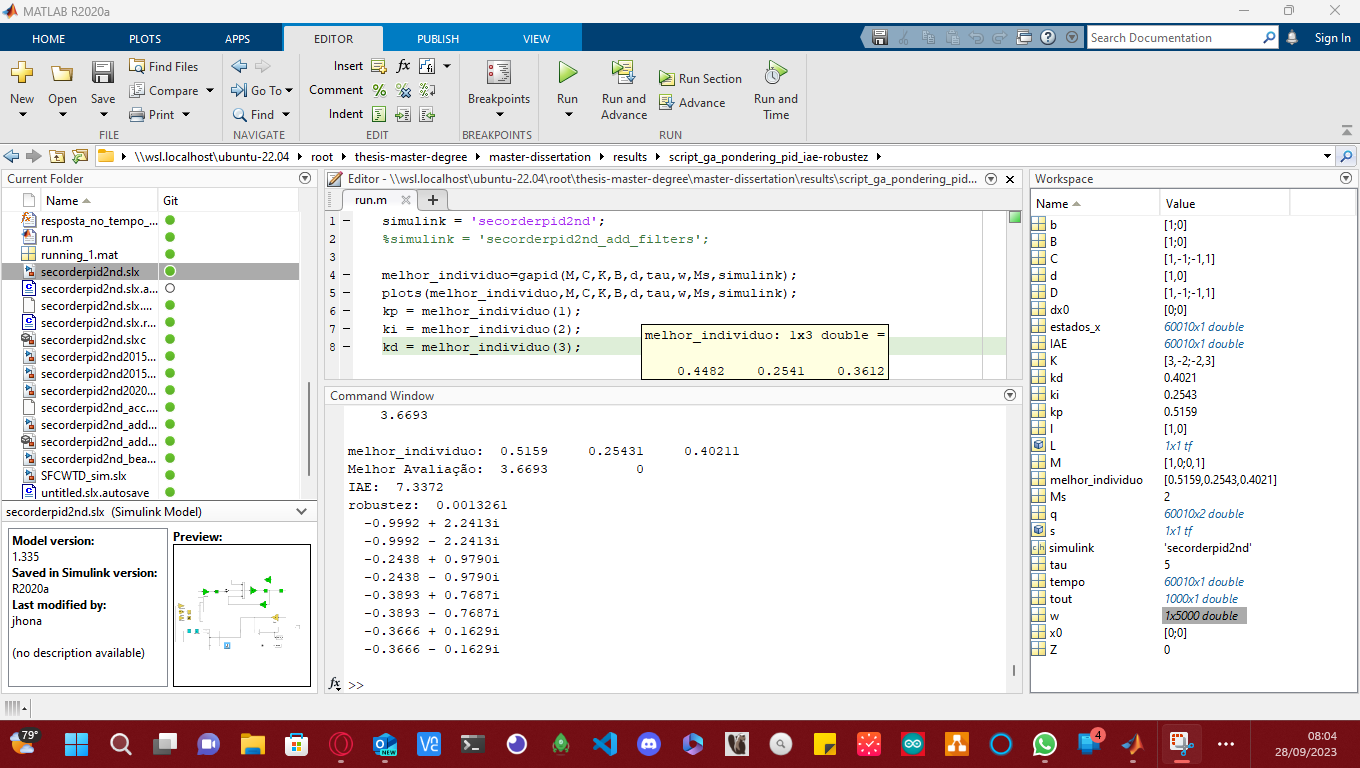 MATLAB R2020a
HOME PLOTS APPS EDITOR PUBLISH VIEW
Search Documentation
Sign In
New Open Save
Find Files
Compare
Print
FILE
Go To
Find
NAVIGATE
Insert
Comment
Indent
EDIT
Breakpoints
BREAKPOINTS
Run
Run and Advance
Run Section
Advance
Run and Time
RUN
\\wsl.localhost\ubuntu-22.04 root thesis-master-degree master-dissertation results script_ga_pondering_pid_iae-robustez
Current Folder
Name Git
resposta_no_tempo_...
run.m
running_1.mat
secorderpid2nd.slx
secorderpid2nd.slx.a...
secorderpid2nd.slx....
secorderpid2nd.slx.r...
secorderpid2nd.slxc
secorderpid2nd2015...
secorderpid2nd2015...
secorderpid2nd2020...
secorderpid2nd_acc....
secorderpid2nd_add...
secorderpid2nd_add...
secorderpid2nd_bea...
SFCWTD_sim.slx
untitled.slx.autosave
secorderpid2nd.slx (Simulink Model)
Model version:
1.335
Saved in Simulink version:
R2020a
Last modified by:
jhona
(no description available)
Preview:
Editor - \\wsl.localhost\ubuntu-22.04\root\thesis-master-degree\master-dissertation\results\script_ga_pondering_pid...
run.m
1 simulink = 'secorderpid2nd';
2 %simulink = 'secorderpid2nd_add_filters';
3
4 melhor_individuo=gapid(M,C,K,B,d,tau,w,Ms,simulink);
5 plots(melhor_individuo,M,C,K,B,d,tau,w,Ms,simulink);
6 kp = melhor_individuo(1);
7 ki = melhor_individuo(2);
8 kd = melhor_individuo(3);
melhor_individuo: 1x3 double =
0.4482 0.2541 0.3612
Command Window
3.6693
melhor_individuo: 0.5159 0.25431 0.40211
Melhor Avaliação: 3.6693 0
IAE: 7.3372
robustez: 0.0013261
-0.9992 + 2.2413i
-0.9992 - 2.2413i
-0.2438 + 0.9790i
-0.2438 - 0.9790i
-0.3893 + 0.7687i
-0.3893 - 0.7687i
-0.3666 + 0.1629i
-0.3666 - 0.1629i
fx >>
Workspace
Name Value
b [1;0]
B [1;0]
C [1,-1;-1,1]
d [1,0]
D [1,-1;-1,1]
dx0 [0;0]
estados_x 60010x1 double
IAE 60010x1 double
K [3,-2;-2,3]
kd 0.4021
ki 0.2543
kp 0.5159
l [1,0]
L 1x1 tf
M [1,0;0,1]
melhor_individuo [0.5159,0.2543,0.4021]
Ms 2
q 60010x2 double
s 1x1 tf
simulink 'secorderpid2nd'
tau 5
tempo 60010x1 double
tout 1000x1 double
w 1x5000 double
x0 [0;0]
Z 0
79°
NEW
4
08:04
28/09/2023